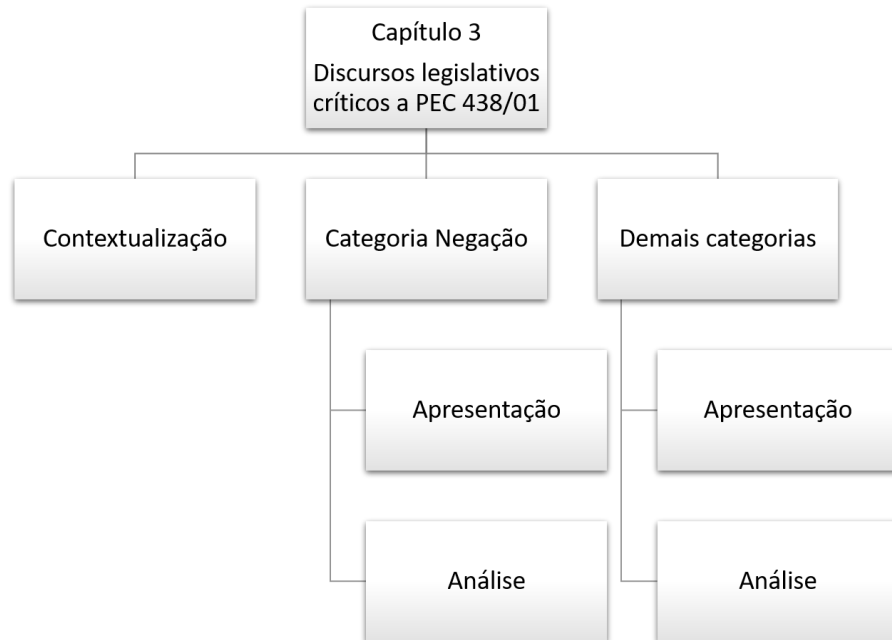 Capítulo 3
Discursos legislativos
críticos a PEC 438/01
Contextualização
Categoria Negação
Demais categorias
Apresentação
Apresentação
Análise
Análise